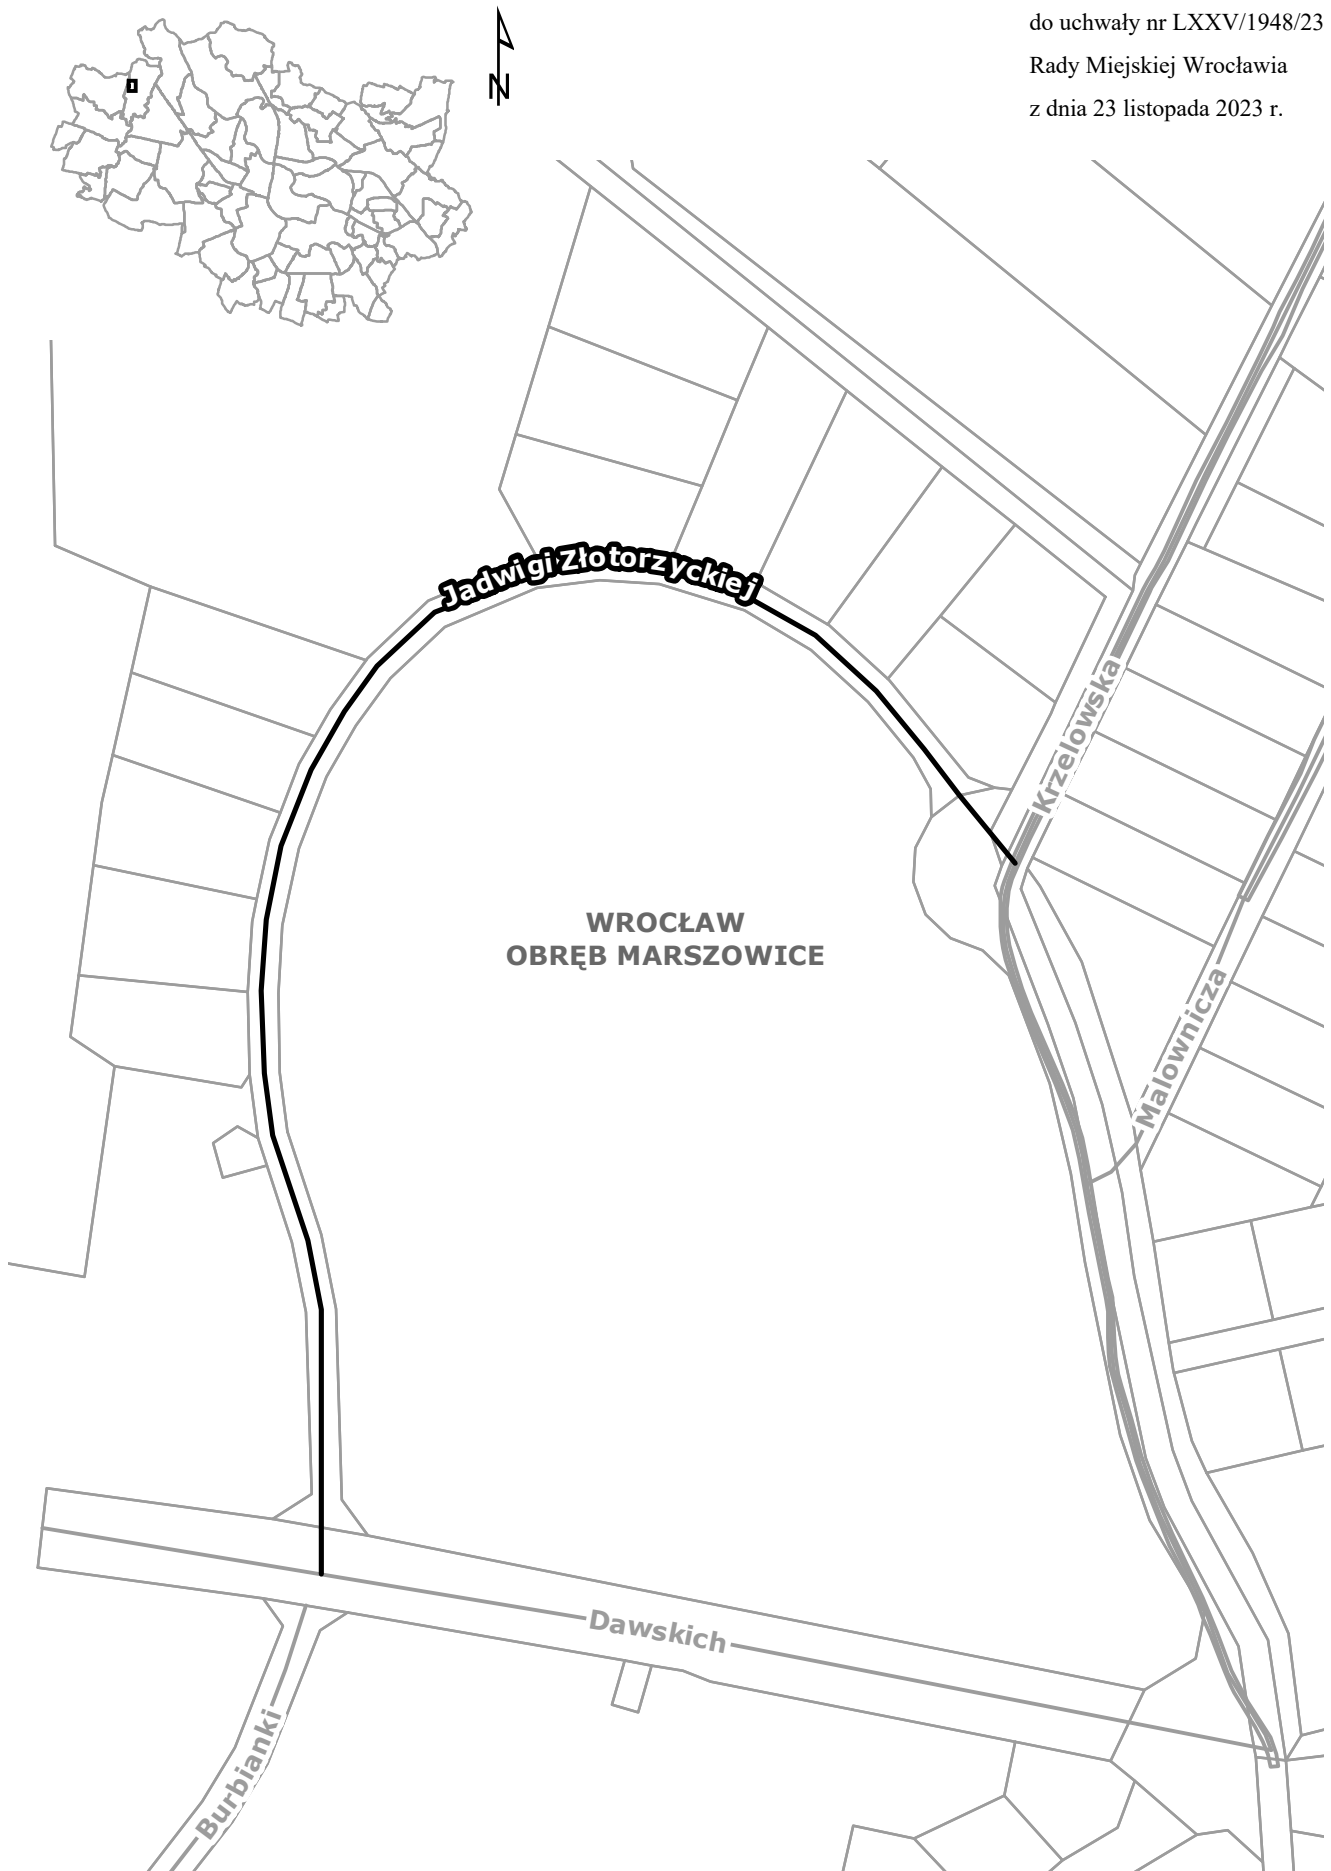 do uchwały nr LXXV/1948/23
Rady Miejskiej Wrocławia
z dnia 23 listopada 2023 r.
N
Jadwigi Złotorzyckiej
Krzelowska
WROCŁAW
OBRĘB MARSZOWICE
Malownicza
Dawskich
Burbianki